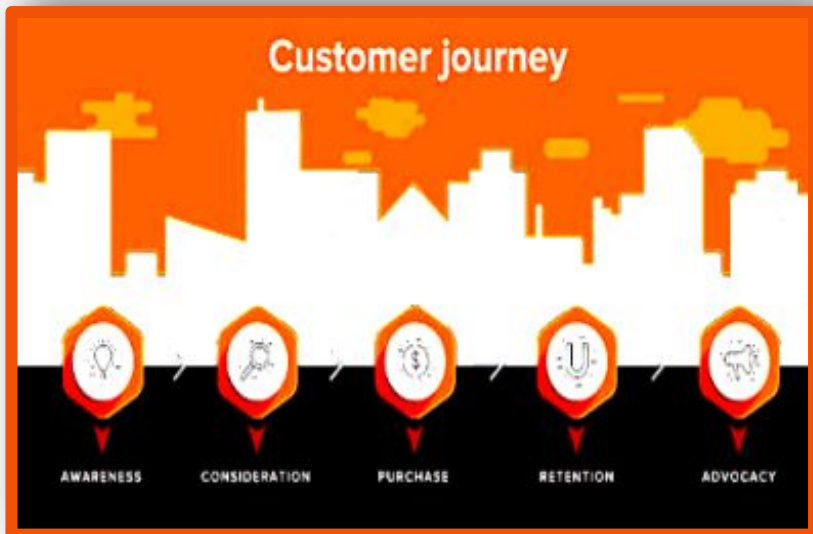 Customer journey
AWARENESS
CONSIDERATION
PURCHASE
RETENTION
ADVOCACY